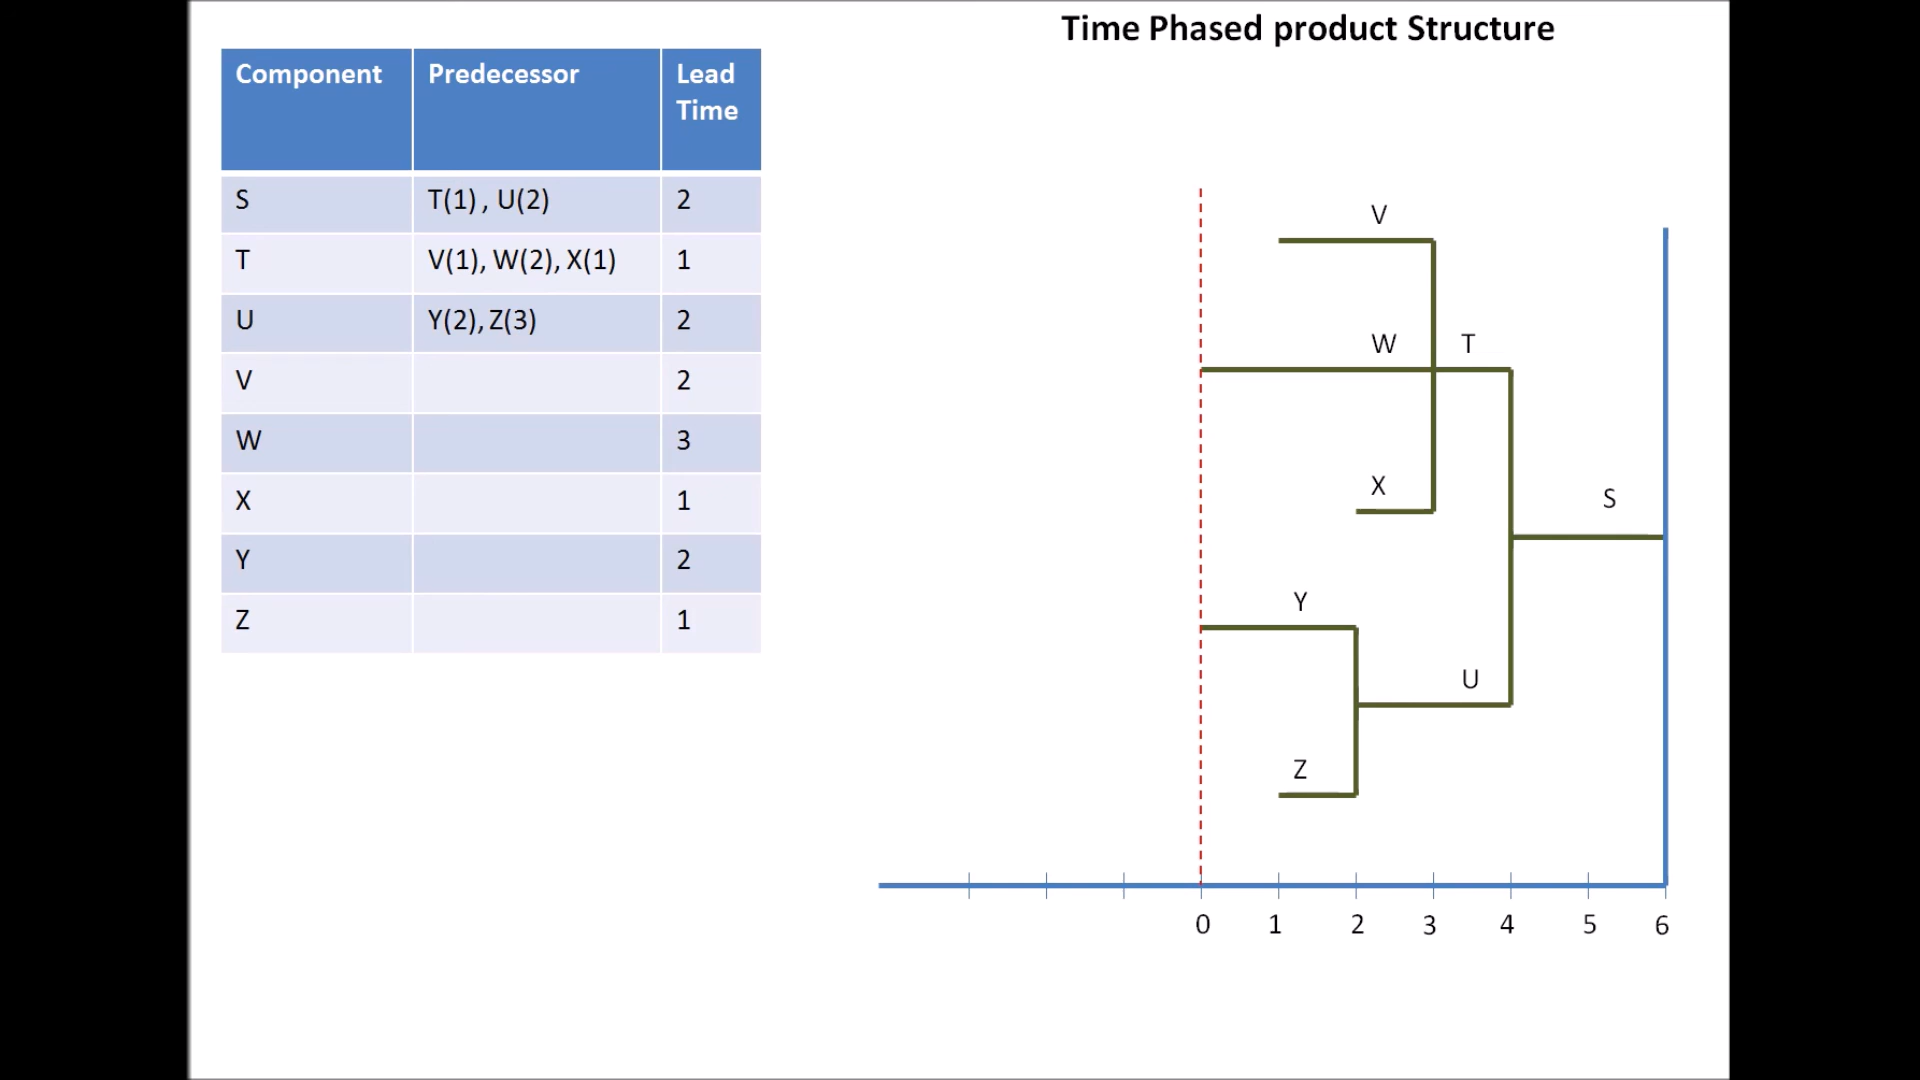 Time Phased product Structure
Component Predecessor Lead Time
S T(1) , U(2) 2
T V(1), W(2), X(1) 1
U Y(2), Z(3) 2
V 2
W 3
X 1
Y 2
Z 1
V
W T
X
S
Y
U
Z
0 1 2 3 4 5 6